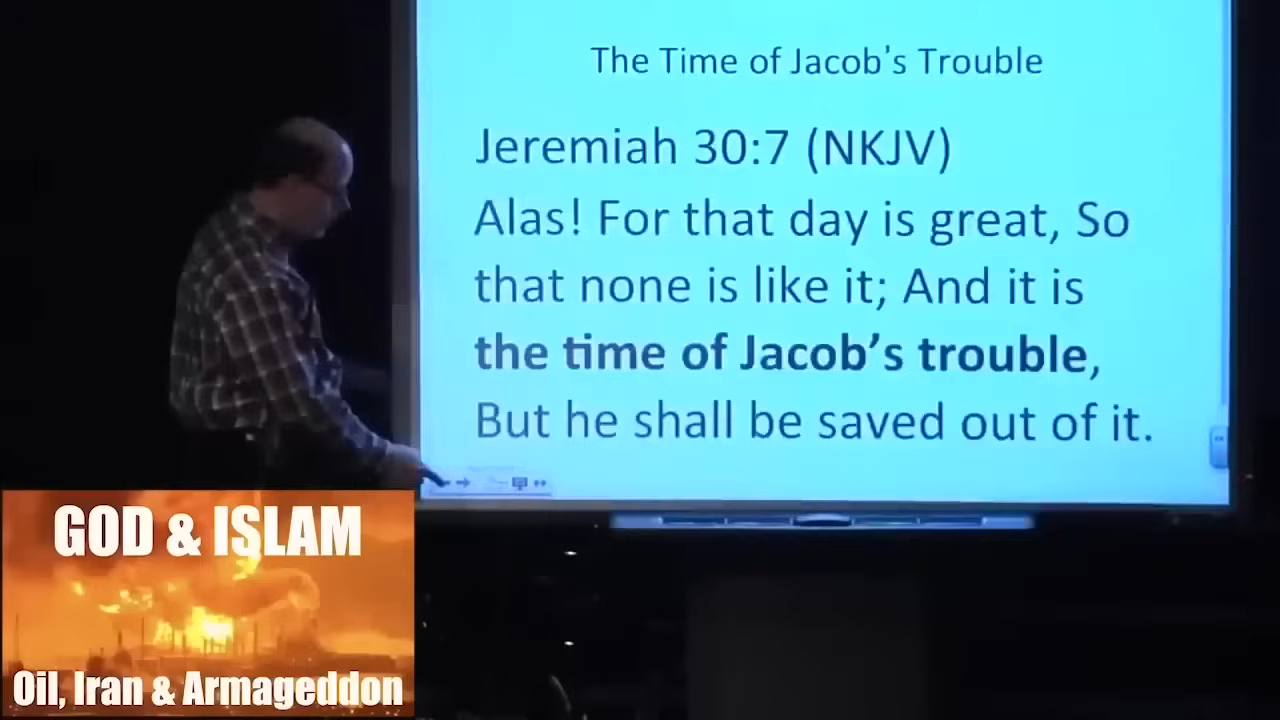 The Time of Jacob's Trouble
Jeremiah 30:7 (NKJV)
Alas! For that day is great, So
that none is like it; And it is
the time of Jacob’s trouble,
But he shall be saved out of it.
GOD & ISLAM
Oil, Iran & Armageddon